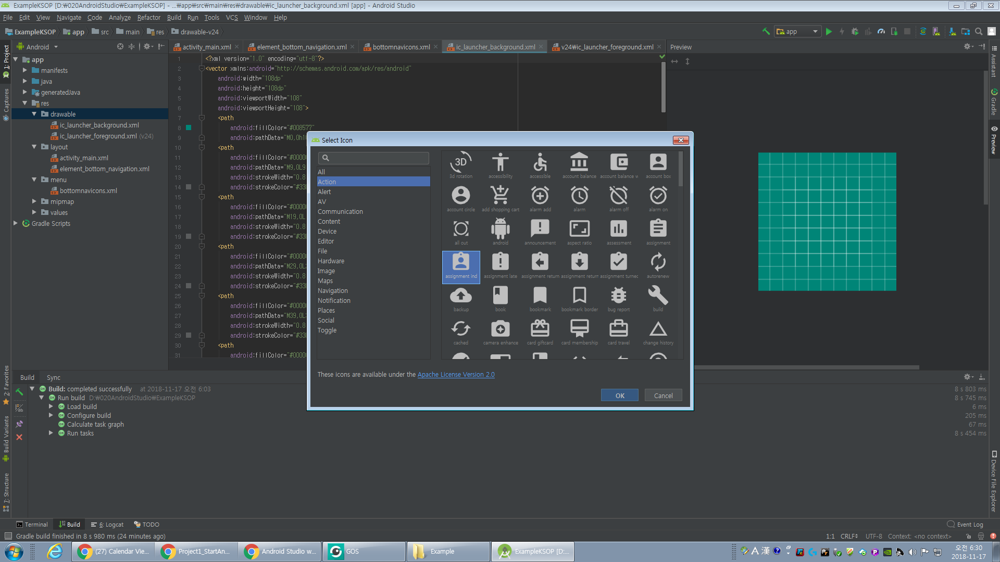 ExampleKSOP [D:₩020AndroidStudio₩ExampleKSOP] - ...₩app₩src₩main₩res₩drawable₩ic_launcher_background.xml [app] - Android Studio
File Edit View Navigate Code Analyze Refactor Build Run Tools VCS Window Help
ExampleKSOP app src main res drawable-v24 app
Android
activity_main.xml element_bottom_navigation.xml bottomnavicons.xml ic_launcher_background.xml v24₩ic_launcher_foreground.xml Preview
1: Project
Captures
2: Favorites
Build Variants
7: Structure
app
manifests
java
generatedJava
res
drawable
ic_launcher_background.xml
ic_launcher_foreground.xml (v24)
layout
activity_main.xml
element_bottom_navigation.xml
menu
bottomnavicons.xml
mipmap
values
Gradle Scripts
1 <?xml version="1.0" encoding="utf-8"?>
2 <vector xmlns:android="http://schemas.android.com/apk/res/android"
3 android:width="108dp"
4 android:height="108dp"
5 android:viewportWidth="108"
6 android:viewportHeight="108">
7 <path
8 android:fillColor="#008577"
9 android:pathData="M0,0h1
10 <path
11 android:fillColor="#0000
12 android:pathData="M9,0L9
13 android:strokeWidth="0.8
14 android:strokeColor="#33
15 <path
16 android:fillColor="#0000
17 android:pathData="M19,0L
18 android:strokeWidth="0.8
19 android:strokeColor="#33
20 <path
21 android:fillColor="#0000
22 android:pathData="M29,0L
23 android:strokeWidth="0.8
24 android:strokeColor="#33
25 <path
26 android:fillColor="#0000
27 android:pathData="M39,0L
28 android:strokeWidth="0.8
29 android:strokeColor="#33
30 <path
31 android:fillColor="#0000
Select Icon
All
Action
Alert
AV
Communication
Content
Device
Editor
File
Hardware
Image
Maps
Navigation
Notification
Places
Social
Toggle
3D
3d rotation accessibility accessible account balance account balance w account box
account circle add shopping cart alarm add alarm alarm off alarm on
all out android announcement aspect ratio assessment assignment
assignment ind assignment late assignment return assignment return assignment turned autorenew
backup book bookmark bookmark border bug report build
cached camera enhance card giftcard card membership card travel change history
These icons are available under the Apache License Version 2.0
OK Cancel
Assistant
Gradle
Preview
Device File Explorer
Build Sync
Build: completed successfully at 2018-11-17 오전 6:03 8 s 803 ms
Run build D:₩020AndroidStudio₩ExampleKSOP 8 s 745 ms
Load build 6 ms
Configure build 205 ms
Calculate task graph 67 ms
Run tasks 8 s 454 ms
Terminal Build 6: Logcat TODO Event Log
Gradle build finished in 8 s 980 ms (24 minutes ago) 1:1 CRLF UTF-8 Context: <no context>
(27) Calendar Vie... Project1_StartAn... Android Studio w... GOS Example ExampleKSOP [D:... A 漢 오전 6:30
2018-11-17